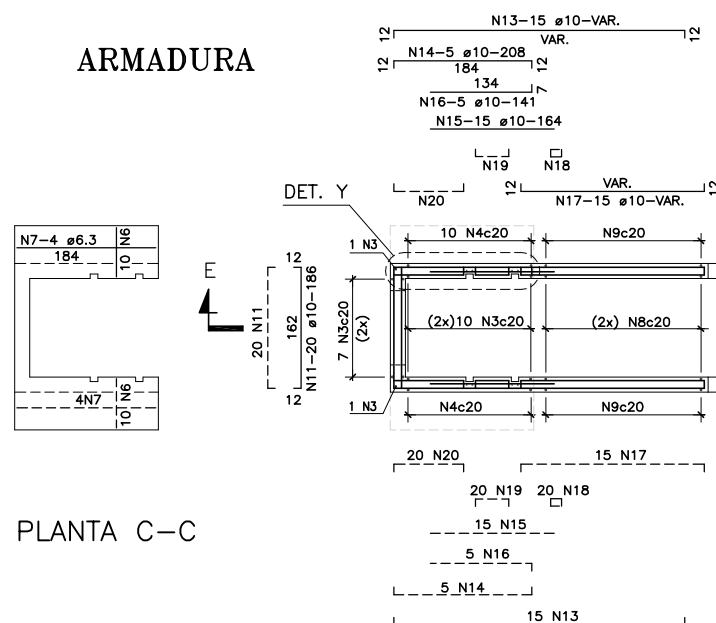 ARMADURA
N13-15 ø10-VAR.
12 VAR. 12
N14-5 ø10-208
12 184 12
134 7
N16-5 ø10-141
N15-15 ø10-164
N19 N18
DET. Y
N20
12 VAR. 12
N17-15 ø10-VAR.
N7-4 ø6.3
184
10 N6
4N7
10 N6
E
20 N11
12
162
N11-20 ø10-186
12
1 N3
10 N4c20
N9c20
7 N3c20
(2x)
(2x)10 N3c20
(2x) N8c20
1 N3
N4c20
N9c20
20 N20
15 N17
20 N19
20 N18
15 N15
5 N16
5 N14
15 N13
PLANTA C-C